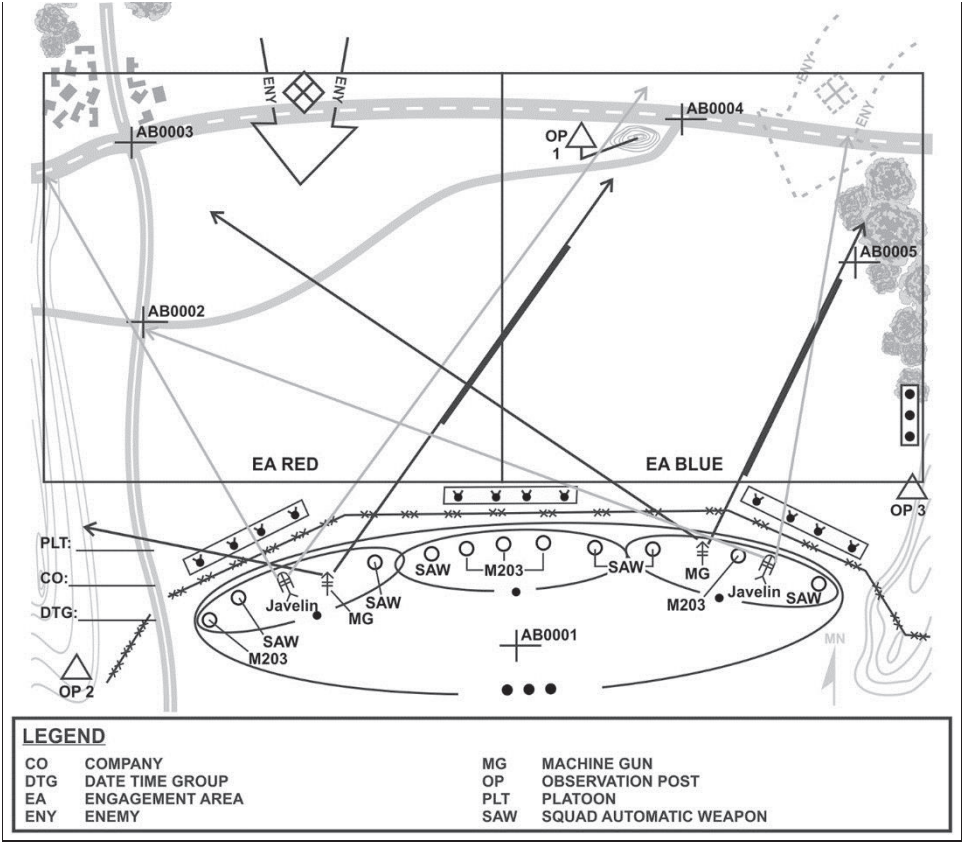 ENY
ENY
ENY
ENY
AB0003
AB0004
OP
1
AB0005
AB0002
EA RED
EA BLUE
OP 3
PLT:
CO:
DTG:
SAW
M203
SAW
MG
Javelin
MG
SAW
M203
Javelin
SAW
SAW
M203
AB0001
MN
OP 2
LEGEND
CO COMPANY
DTG DATE TIME GROUP
EA ENGAGEMENT AREA
ENY ENEMY
MG MACHINE GUN
OP OBSERVATION POST
PLT PLATOON
SAW SQUAD AUTOMATIC WEAPON